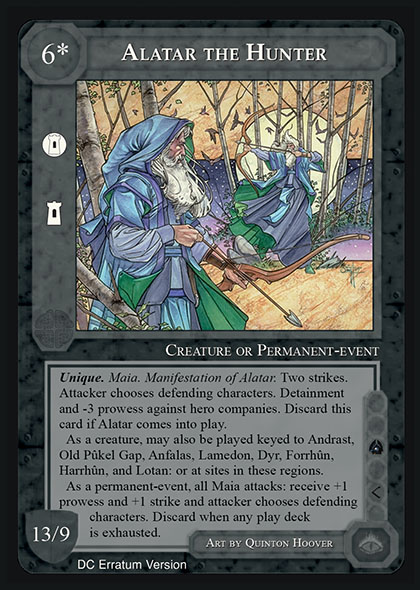 6*
ALATAR THE HUNTER
CREATURE OR PERMANENT-EVENT
Unique. Maia. Manifestation of Alatar. Two strikes.
Attacker chooses defending characters. Detainment
and -3 prowess against hero companies. Discard this
card if Alatar comes into play.
As a creature, may also be played keyed to Andrast,
Old Pûkel Gap, Anfalas, Lamedon, Dyr, Forrhûn,
Harrhûn, and Lotan: or at sites in these regions.
As a permanent-event, all Maia attacks: receive +1
prowess and +1 strike and attacker chooses defending
characters. Discard when any play deck
is exhausted.
13/9
ART BY QUINTON HOOVER
DC Erratum Version